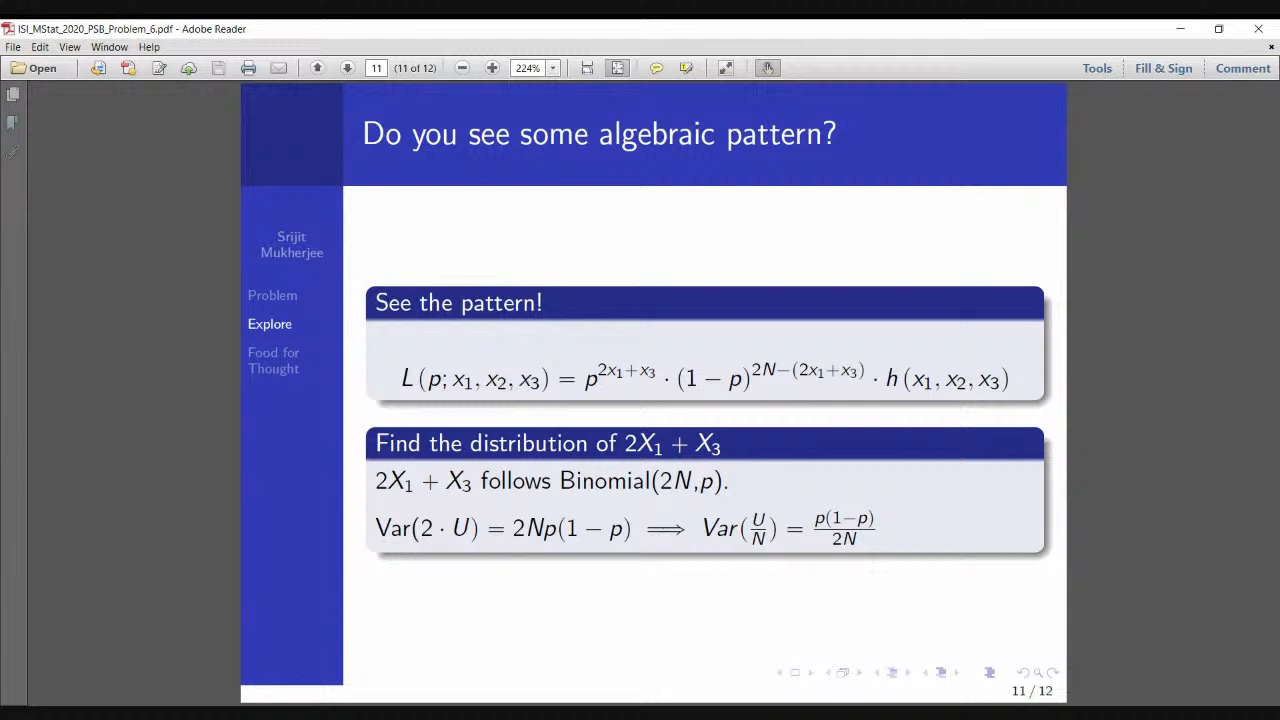 ISI_MStat_2020_PSB_Problem_6.pdf - Adobe Reader
File Edit View Window Help
Open 11 (11 of 12) 224% Tools Fill & Sign Comment
Do you see some algebraic pattern?
Srijit
Mukherjee
Problem
Explore
Food for
Thought
See the pattern!
L (p; x₁, x₂, x₃) = p^{2x₁+x₃} · (1 − p)^{2N−(2x₁+x₃)} · h (x₁, x₂, x₃)
Find the distribution of 2X₁ + X₃
2X₁ + X₃ follows Binomial(2N,p).
Var(2 · U) = 2Np(1 − p) ⟹ Var(U/N) = p(1−p)/2N
11 / 12